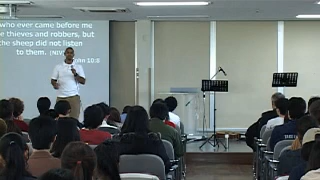 who ever came before me
e thieves and robbers, but
the sheep did not listen
to them. (NIV)
John 10:8